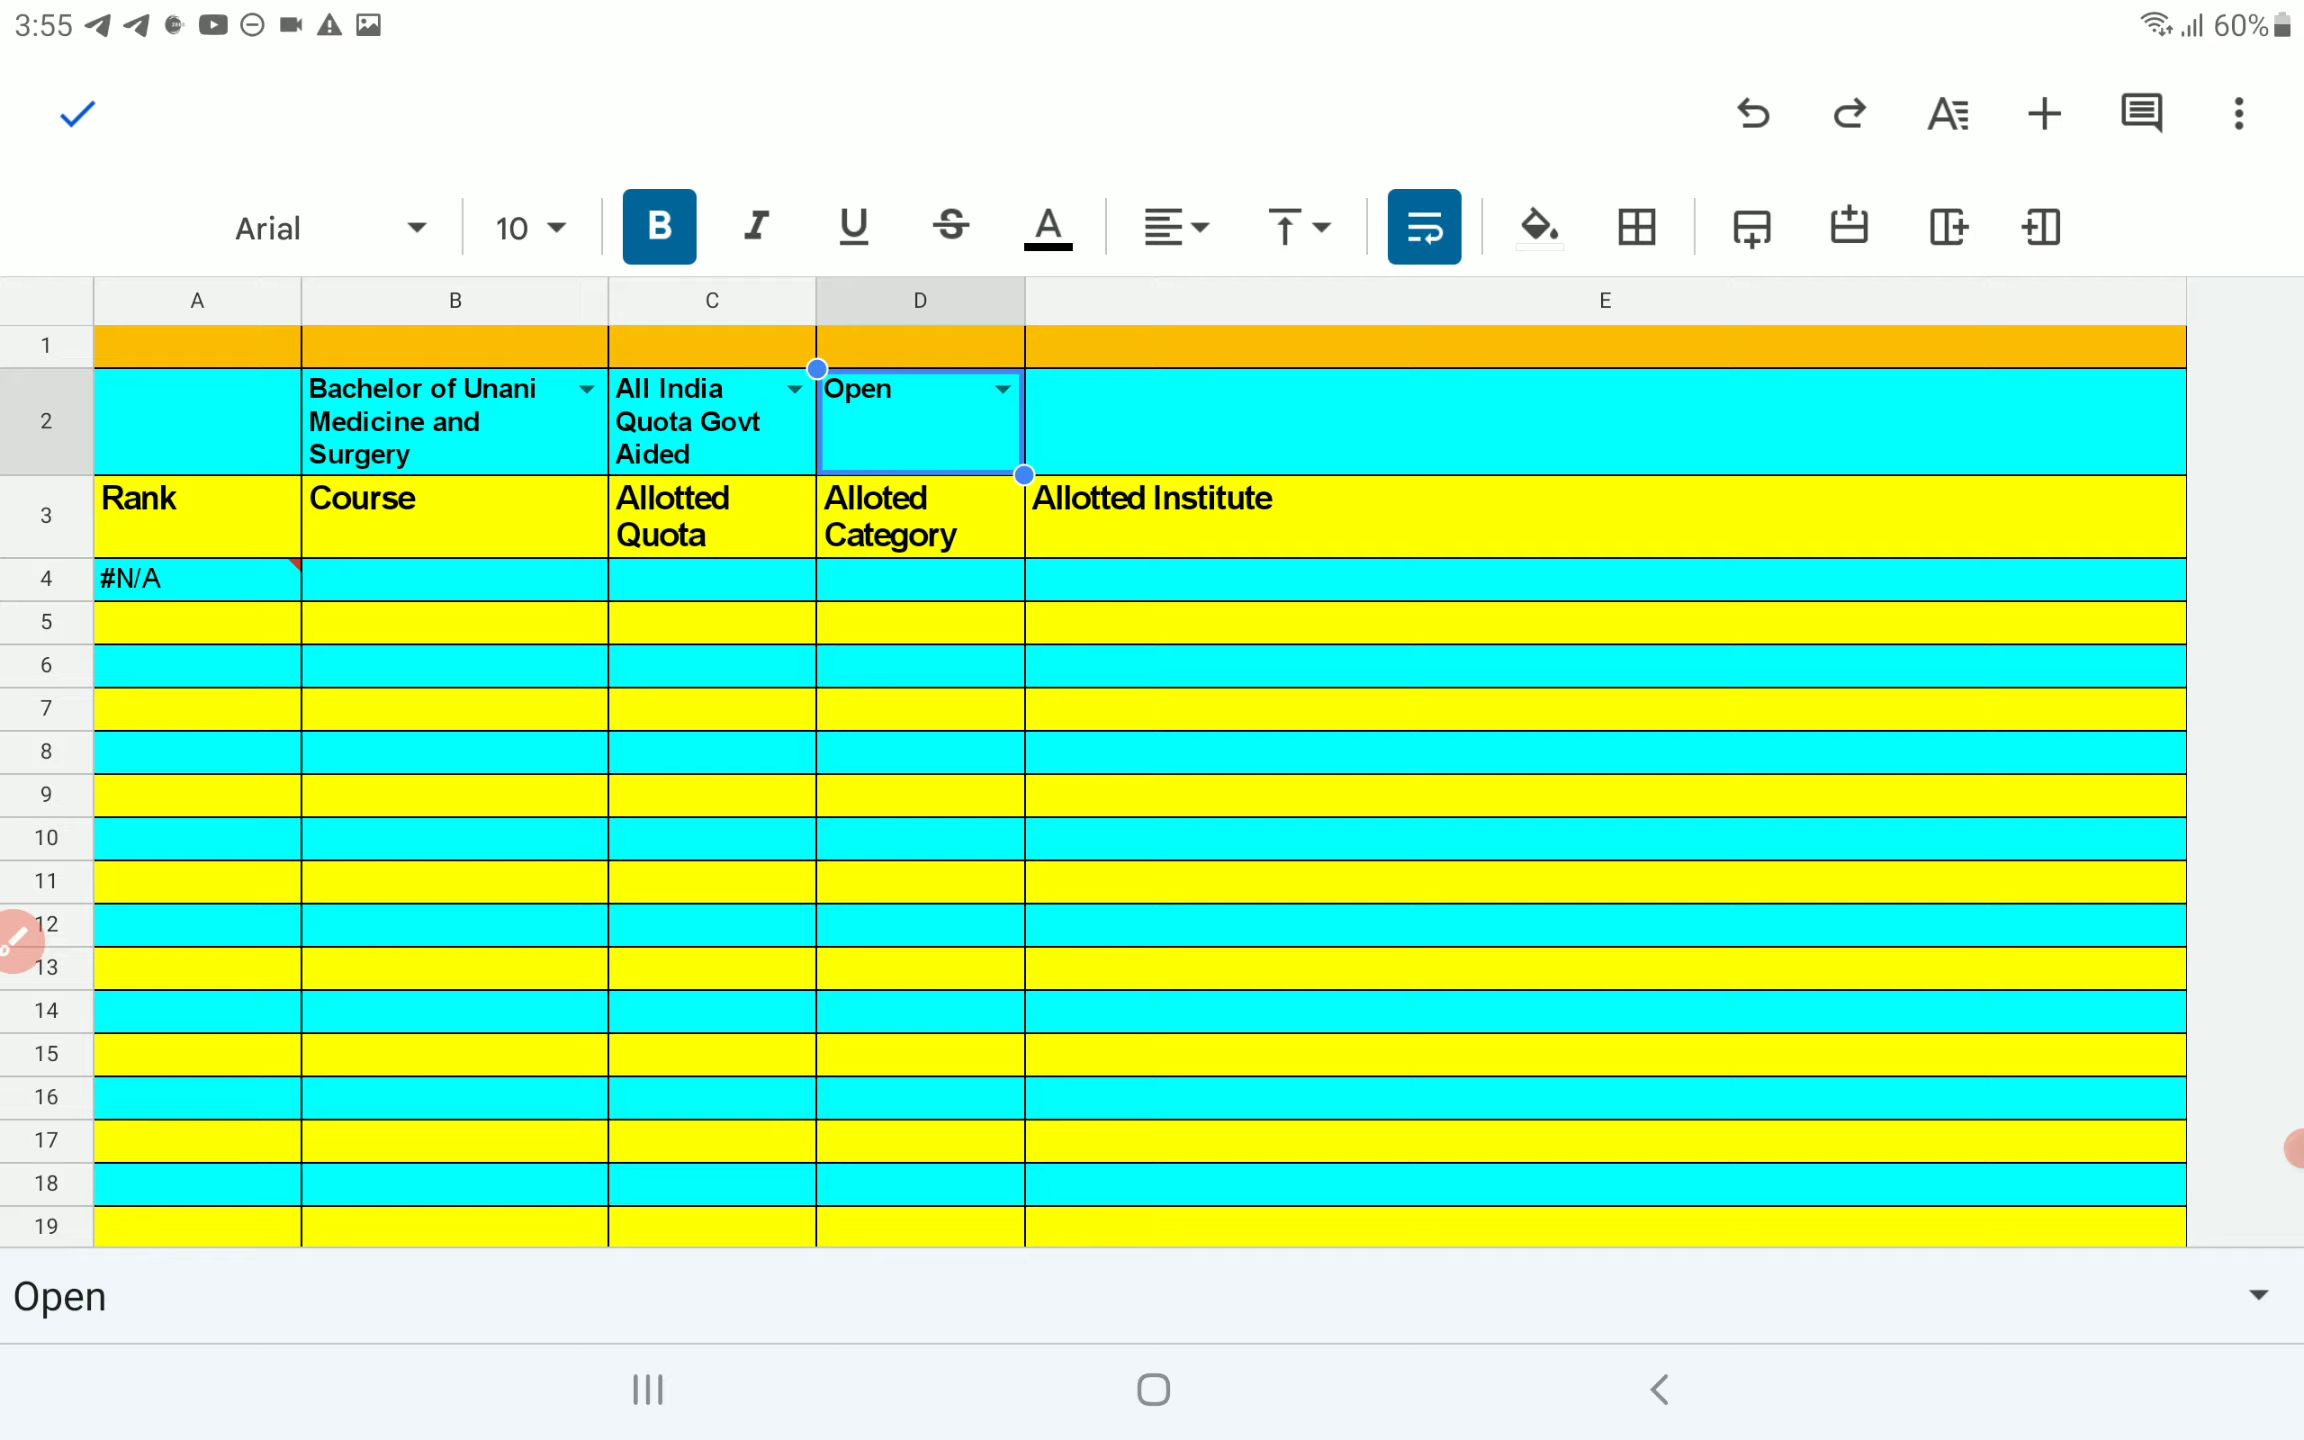 3:55
60%
Arial
10
B
I
U
S
A
A B C D E
1
2
Bachelor of Unani
Medicine and
Surgery
All India
Quota Govt
Aided
Open
3
Rank
Course
Allotted
Quota
Alloted
Category
Allotted Institute
4
#N/A
5
6
7
8
9
10
11
12
13
14
15
16
17
18
19
Open